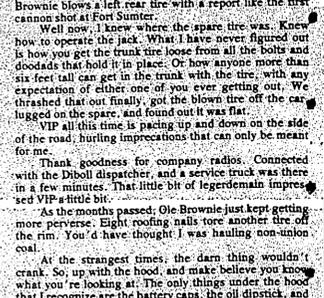 Brownie blows a left rear tire with a report like the first
cannon shot at Fort Sumter.
Well now, I knew where the spare tire was. Knew
how to operate the jack. What I have never figured out
is how you get the trunk tire loose from all the bolts and
doodads that hold it in place. Or how anyone more than
six feet tall can get in the trunk with the tire, with any
expectation of either one of you ever getting out. We
thrashed that out finally, got the blown tire off the car,
lugged on the spare, and found out it was flat.
VIP all this time is pacing up and down on the side
of the road, hurling imprecations that can only be meant
for me.
Thank goodness for company radios. Connected
with the Diboll dispatcher, and a service truck was there
in a few minutes. That little bit of legerdemain impres-
sed VIP a little bit.
As the months passed, Ole Brownie just kept getting
more perverse. Eight roofing nails tore another tire off
the rim. You'd have thought I was hauling non-union
coal.
At the strangest times, the darn thing wouldn't
crank. So, up with the hood, and make believe you know
what you're looking at. The only things under the hood
that I recognize are the battery caps, the oil dipstick, and